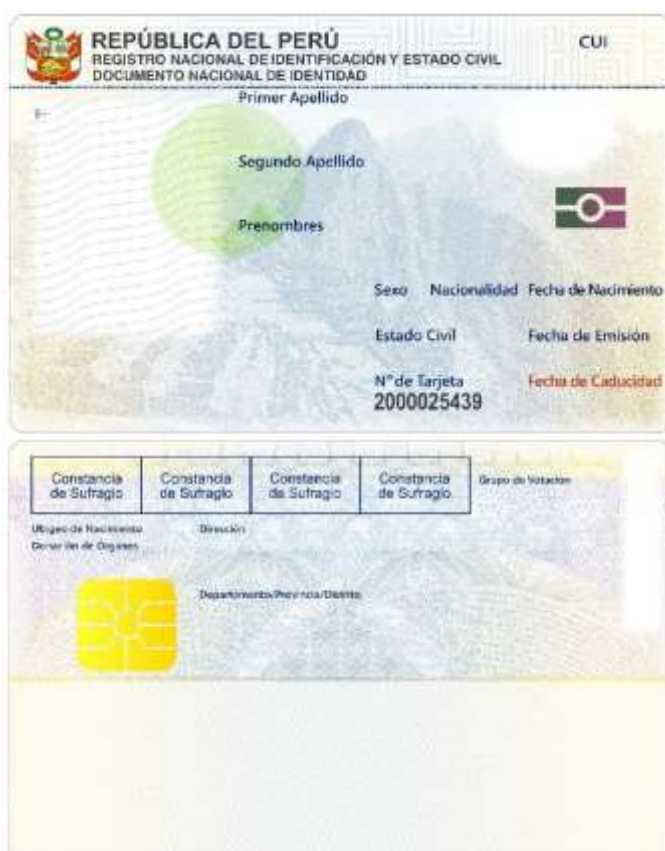 REPÚBLICA DEL PERÚ
CUI
REGISTRO NACIONAL DE IDENTIFICACIÓN Y ESTADO CIVIL
DOCUMENTO NACIONAL DE IDENTIDAD
Primer Apellido
Segundo Apellido
Prenombres
Sexo Nacionalidad Fecha de Nacimiento
Estado Civil Fecha de Emisión
N° de Tarjeta Fecha de Caducidad
2000025439
Constancia de Sufragio
Constancia de Sufragio
Constancia de Sufragio
Constancia de Sufragio
Grupo de Votación
Ubigeo de Nacimiento Dirección
Donación de Órganos
Departamento/Provincia/Distrito